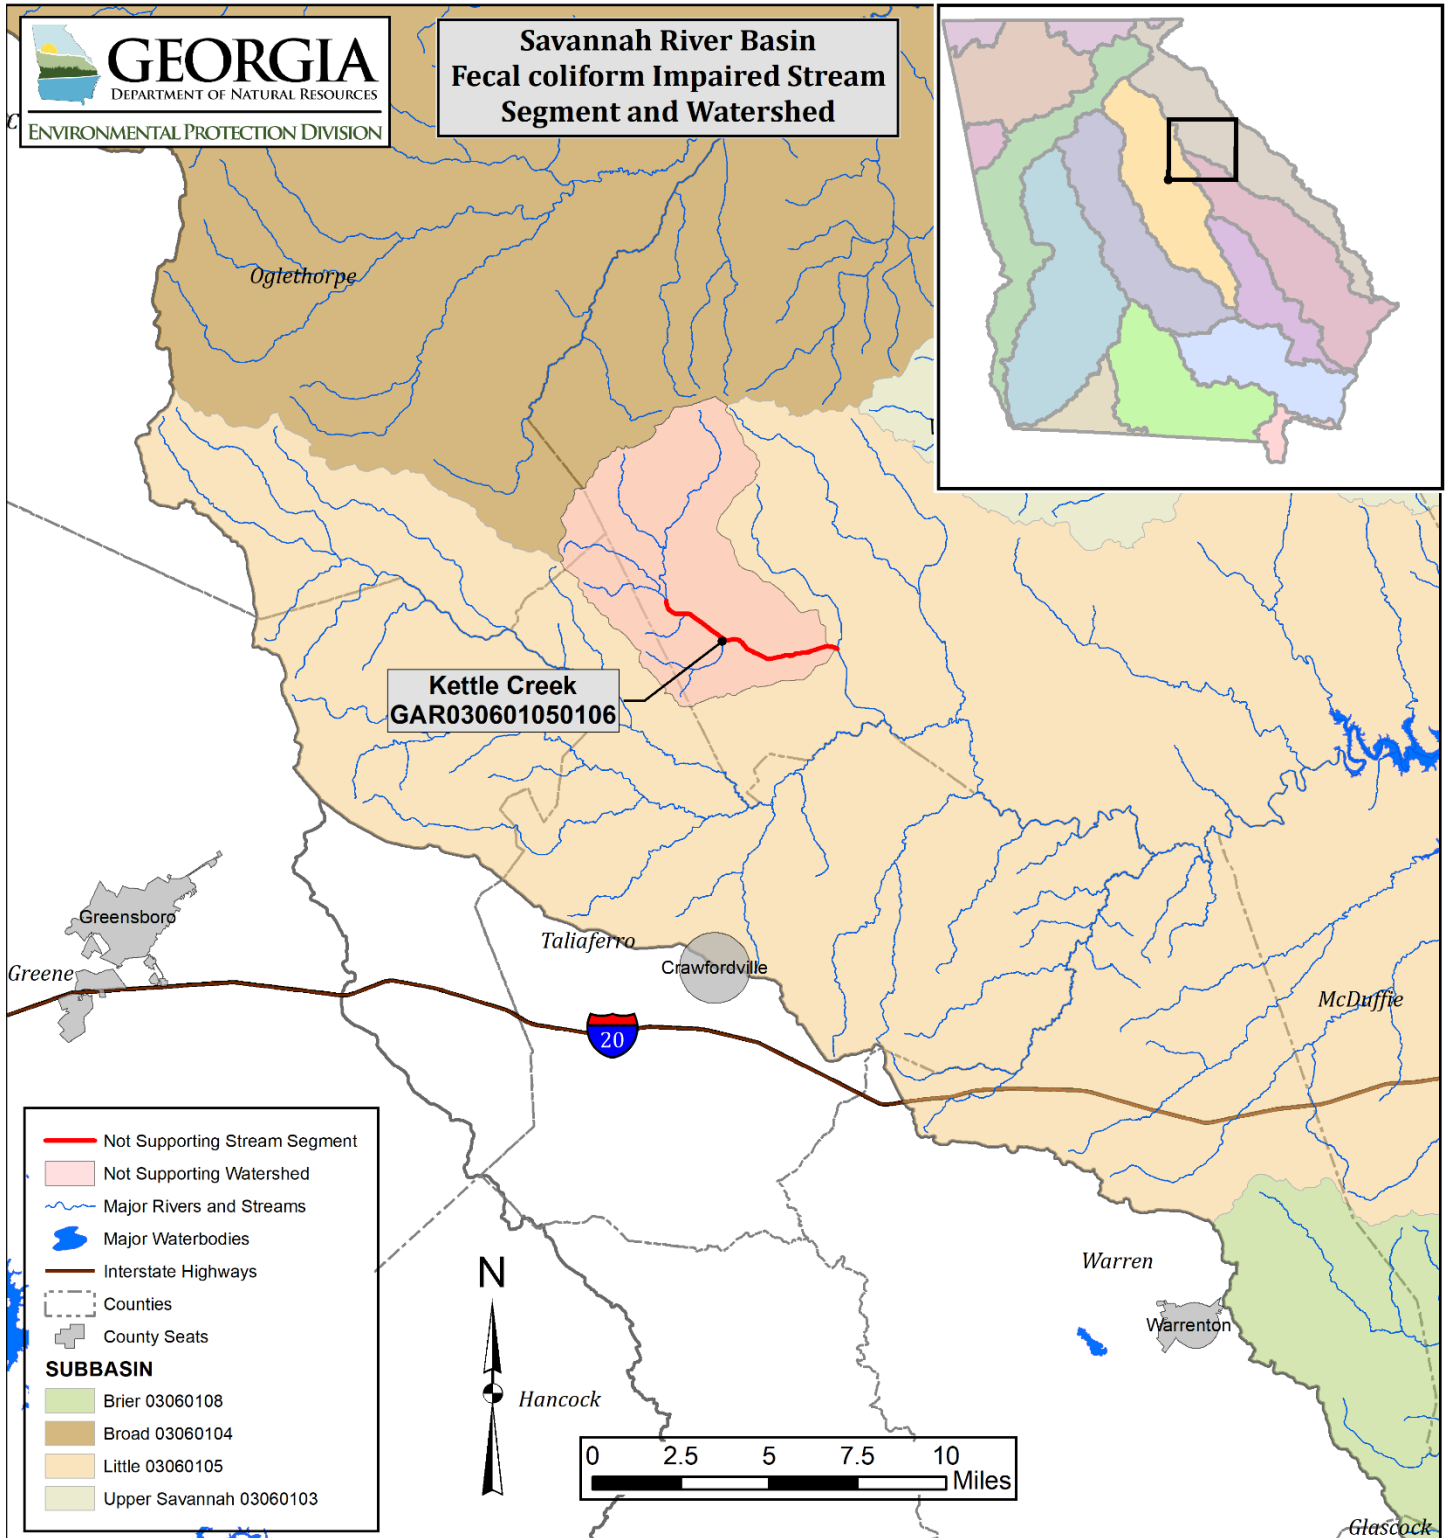 GEORGIA
DEPARTMENT OF NATURAL RESOURCES
ENVIRONMENTAL PROTECTION DIVISION
Savannah River Basin
Fecal coliform Impaired Stream
Segment and Watershed
Oglethorpe
Kettle Creek
GAR030601050106
Greensboro
Greene
Taliaferro
Crawfordville
20
McDuffie
Warren
Warrenton
Hancock
Glascock
Not Supporting Stream Segment
Not Supporting Watershed
Major Rivers and Streams
Major Waterbodies
Interstate Highways
Counties
County Seats
SUBBASIN
Brier 03060108
Broad 03060104
Little 03060105
Upper Savannah 03060103
N
0 2.5 5 7.5 10
Miles